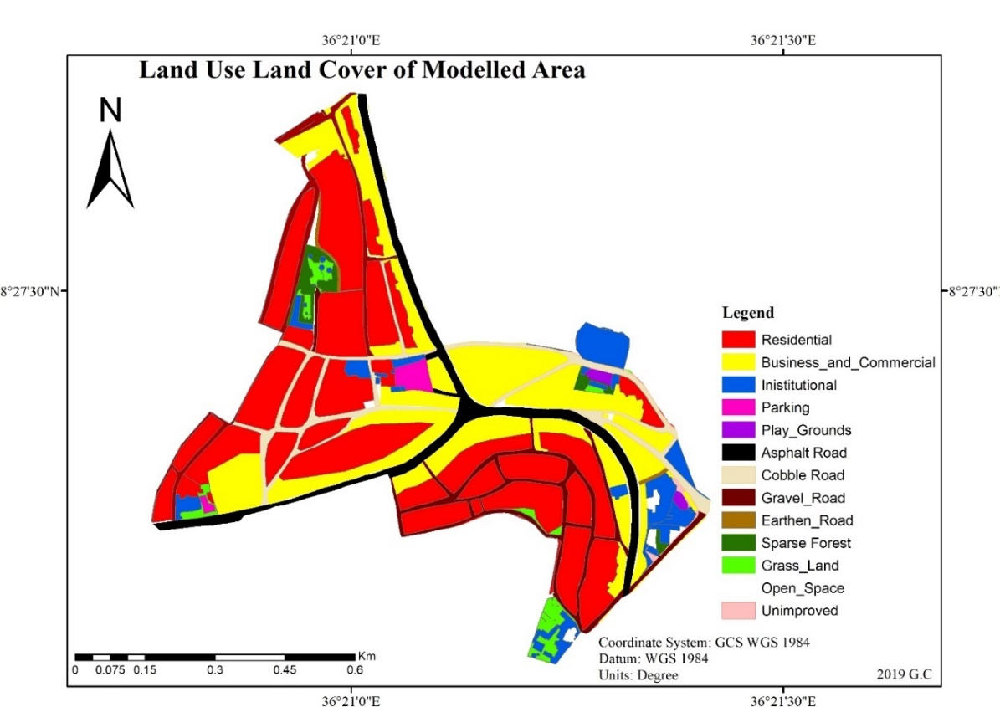 36°21'0"E
36°21'30"E
Land Use Land Cover of Modelled Area
N
8°27'30"N
8°27'30"N
Legend
Residential
Business_and_Commercial
Inistitutional
Parking
Play_Grounds
Asphalt Road
Cobble Road
Gravel_Road
Earthen_Road
Sparse Forest
Grass_Land
Open_Space
Unimproved
Km
0 0.075 0.15 0.3 0.45 0.6
Coordinate System: GCS WGS 1984
Datum: WGS 1984
Units: Degree
2019 G.C
36°21'0"E
36°21'30"E